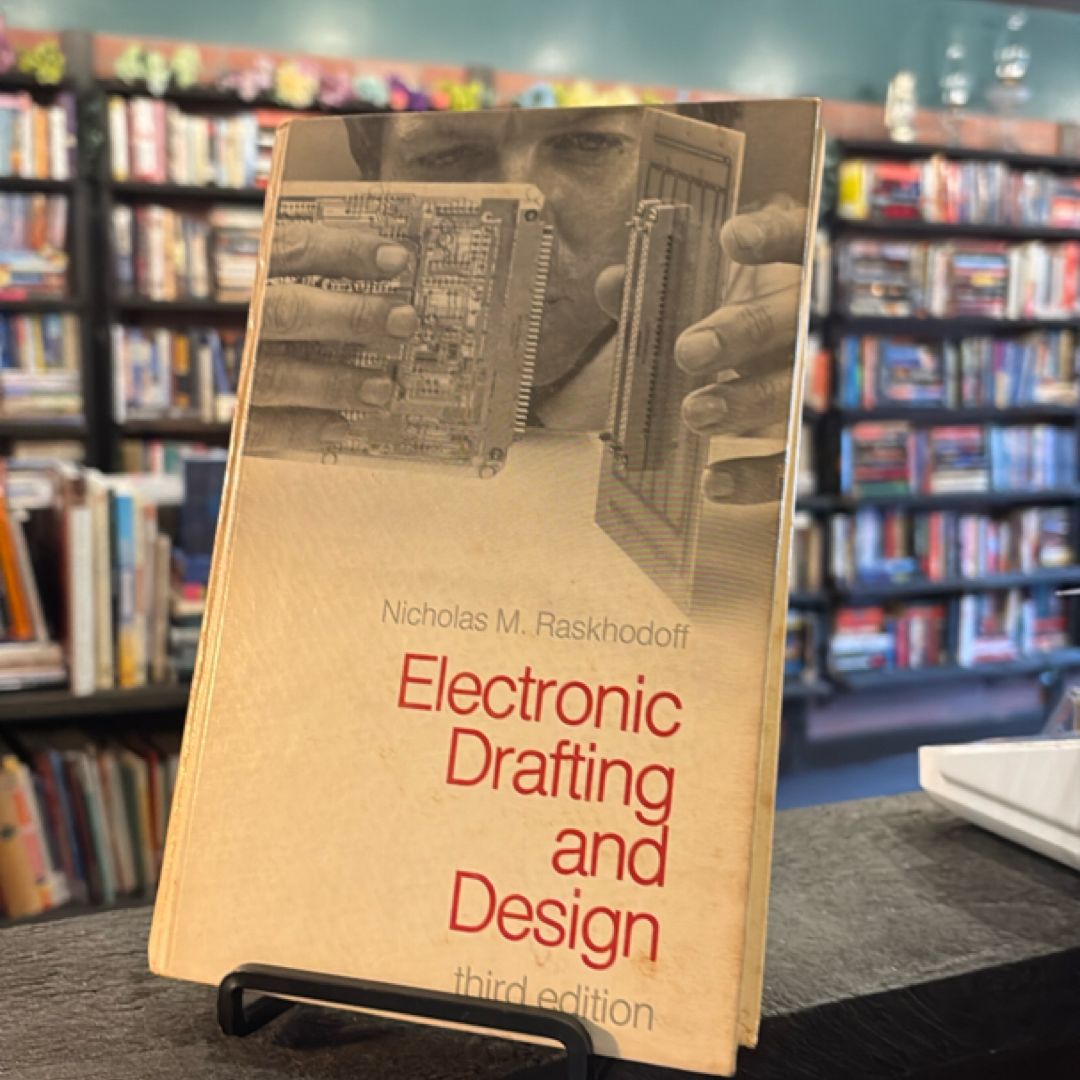 Nicholas M. Raskhodoff
Electronic
Drafting
and
Design
third edition